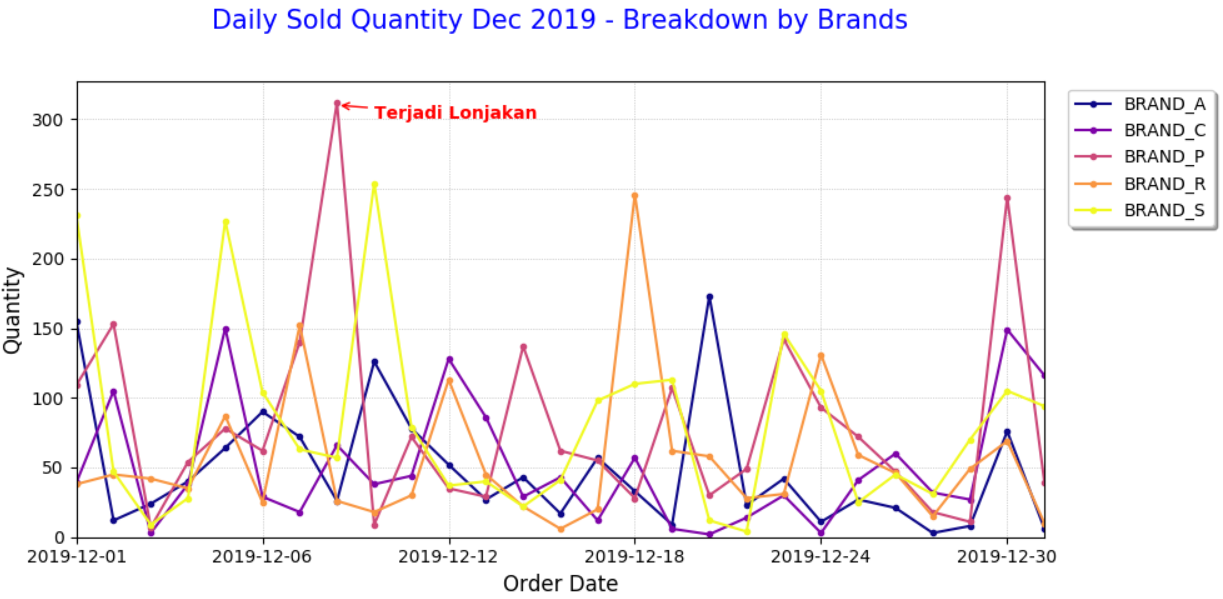 Daily Sold Quantity Dec 2019 - Breakdown by Brands
Terjadi Lonjakan
300
250
200
150
100
50
0
Quantity
2019-12-01 2019-12-06 2019-12-12 2019-12-18 2019-12-24 2019-12-30
Order Date
BRAND_A
BRAND_C
BRAND_P
BRAND_R
BRAND_S